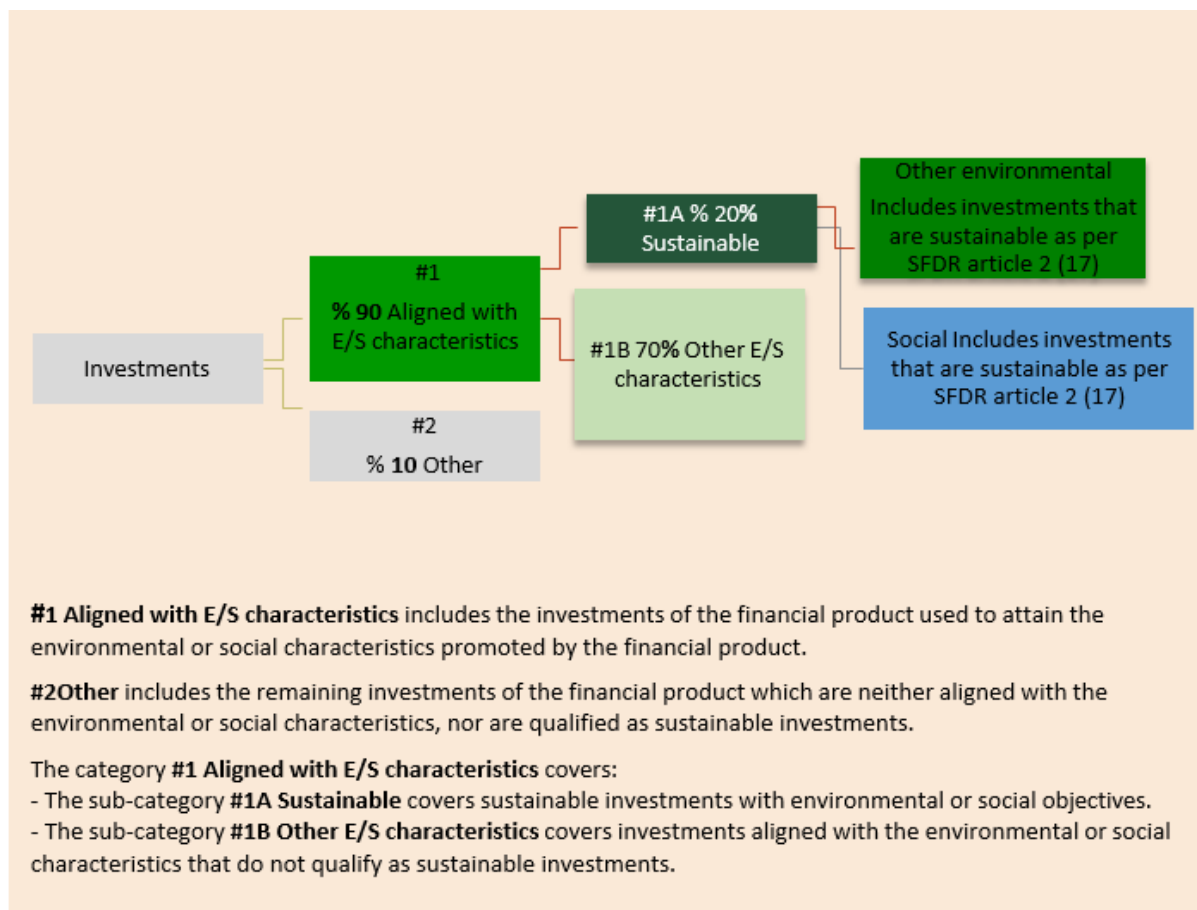 Investments
#1
% 90 Aligned with
E/S characteristics
#2
% 10 Other
#1A % 20%
Sustainable
#1B 70% Other E/S
characteristics
Other environmental
Includes investments that
are sustainable as per
SFDR article 2 (17)
Social Includes investments
that are sustainable as per
SFDR article 2 (17)
#1 Aligned with E/S characteristics includes the investments of the financial product used to attain the
environmental or social characteristics promoted by the financial product.
#2Other includes the remaining investments of the financial product which are neither aligned with the
environmental or social characteristics, nor are qualified as sustainable investments.
The category #1 Aligned with E/S characteristics covers:
- The sub-category #1A Sustainable covers sustainable investments with environmental or social objectives.
- The sub-category #1B Other E/S characteristics covers investments aligned with the environmental or social
characteristics that do not qualify as sustainable investments.